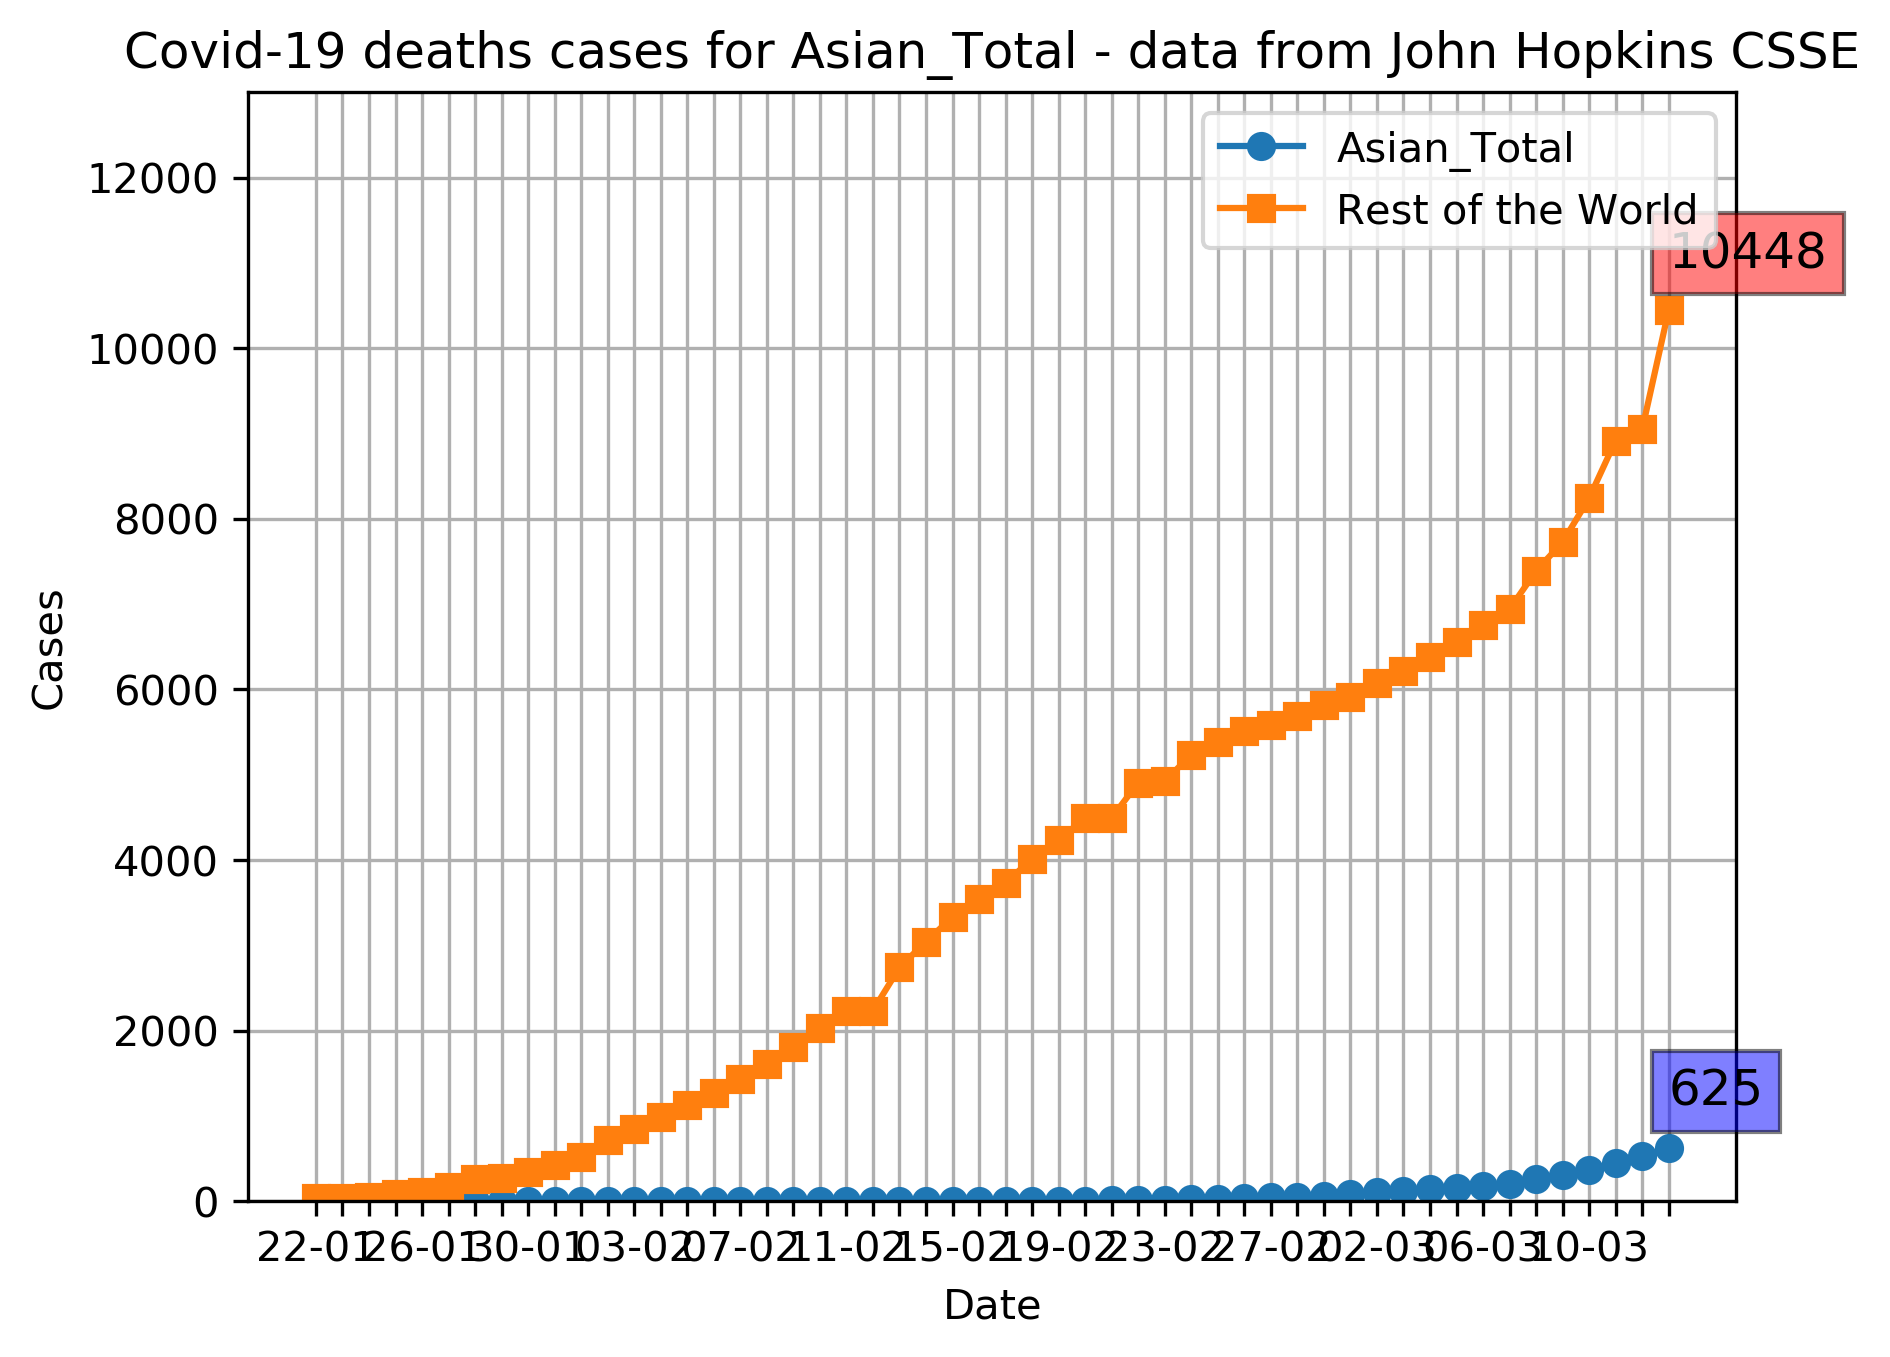 Covid-19 deaths cases for Asian_Total - data from John Hopkins CSSE
Asian_Total
Rest of the World
10448
625
12000
10000
8000
6000
4000
2000
0
Cases
22-01 26-01 30-01 03-02 07-02 11-02 15-02 19-02 23-02 27-02 02-03 06-03 10-03
Date